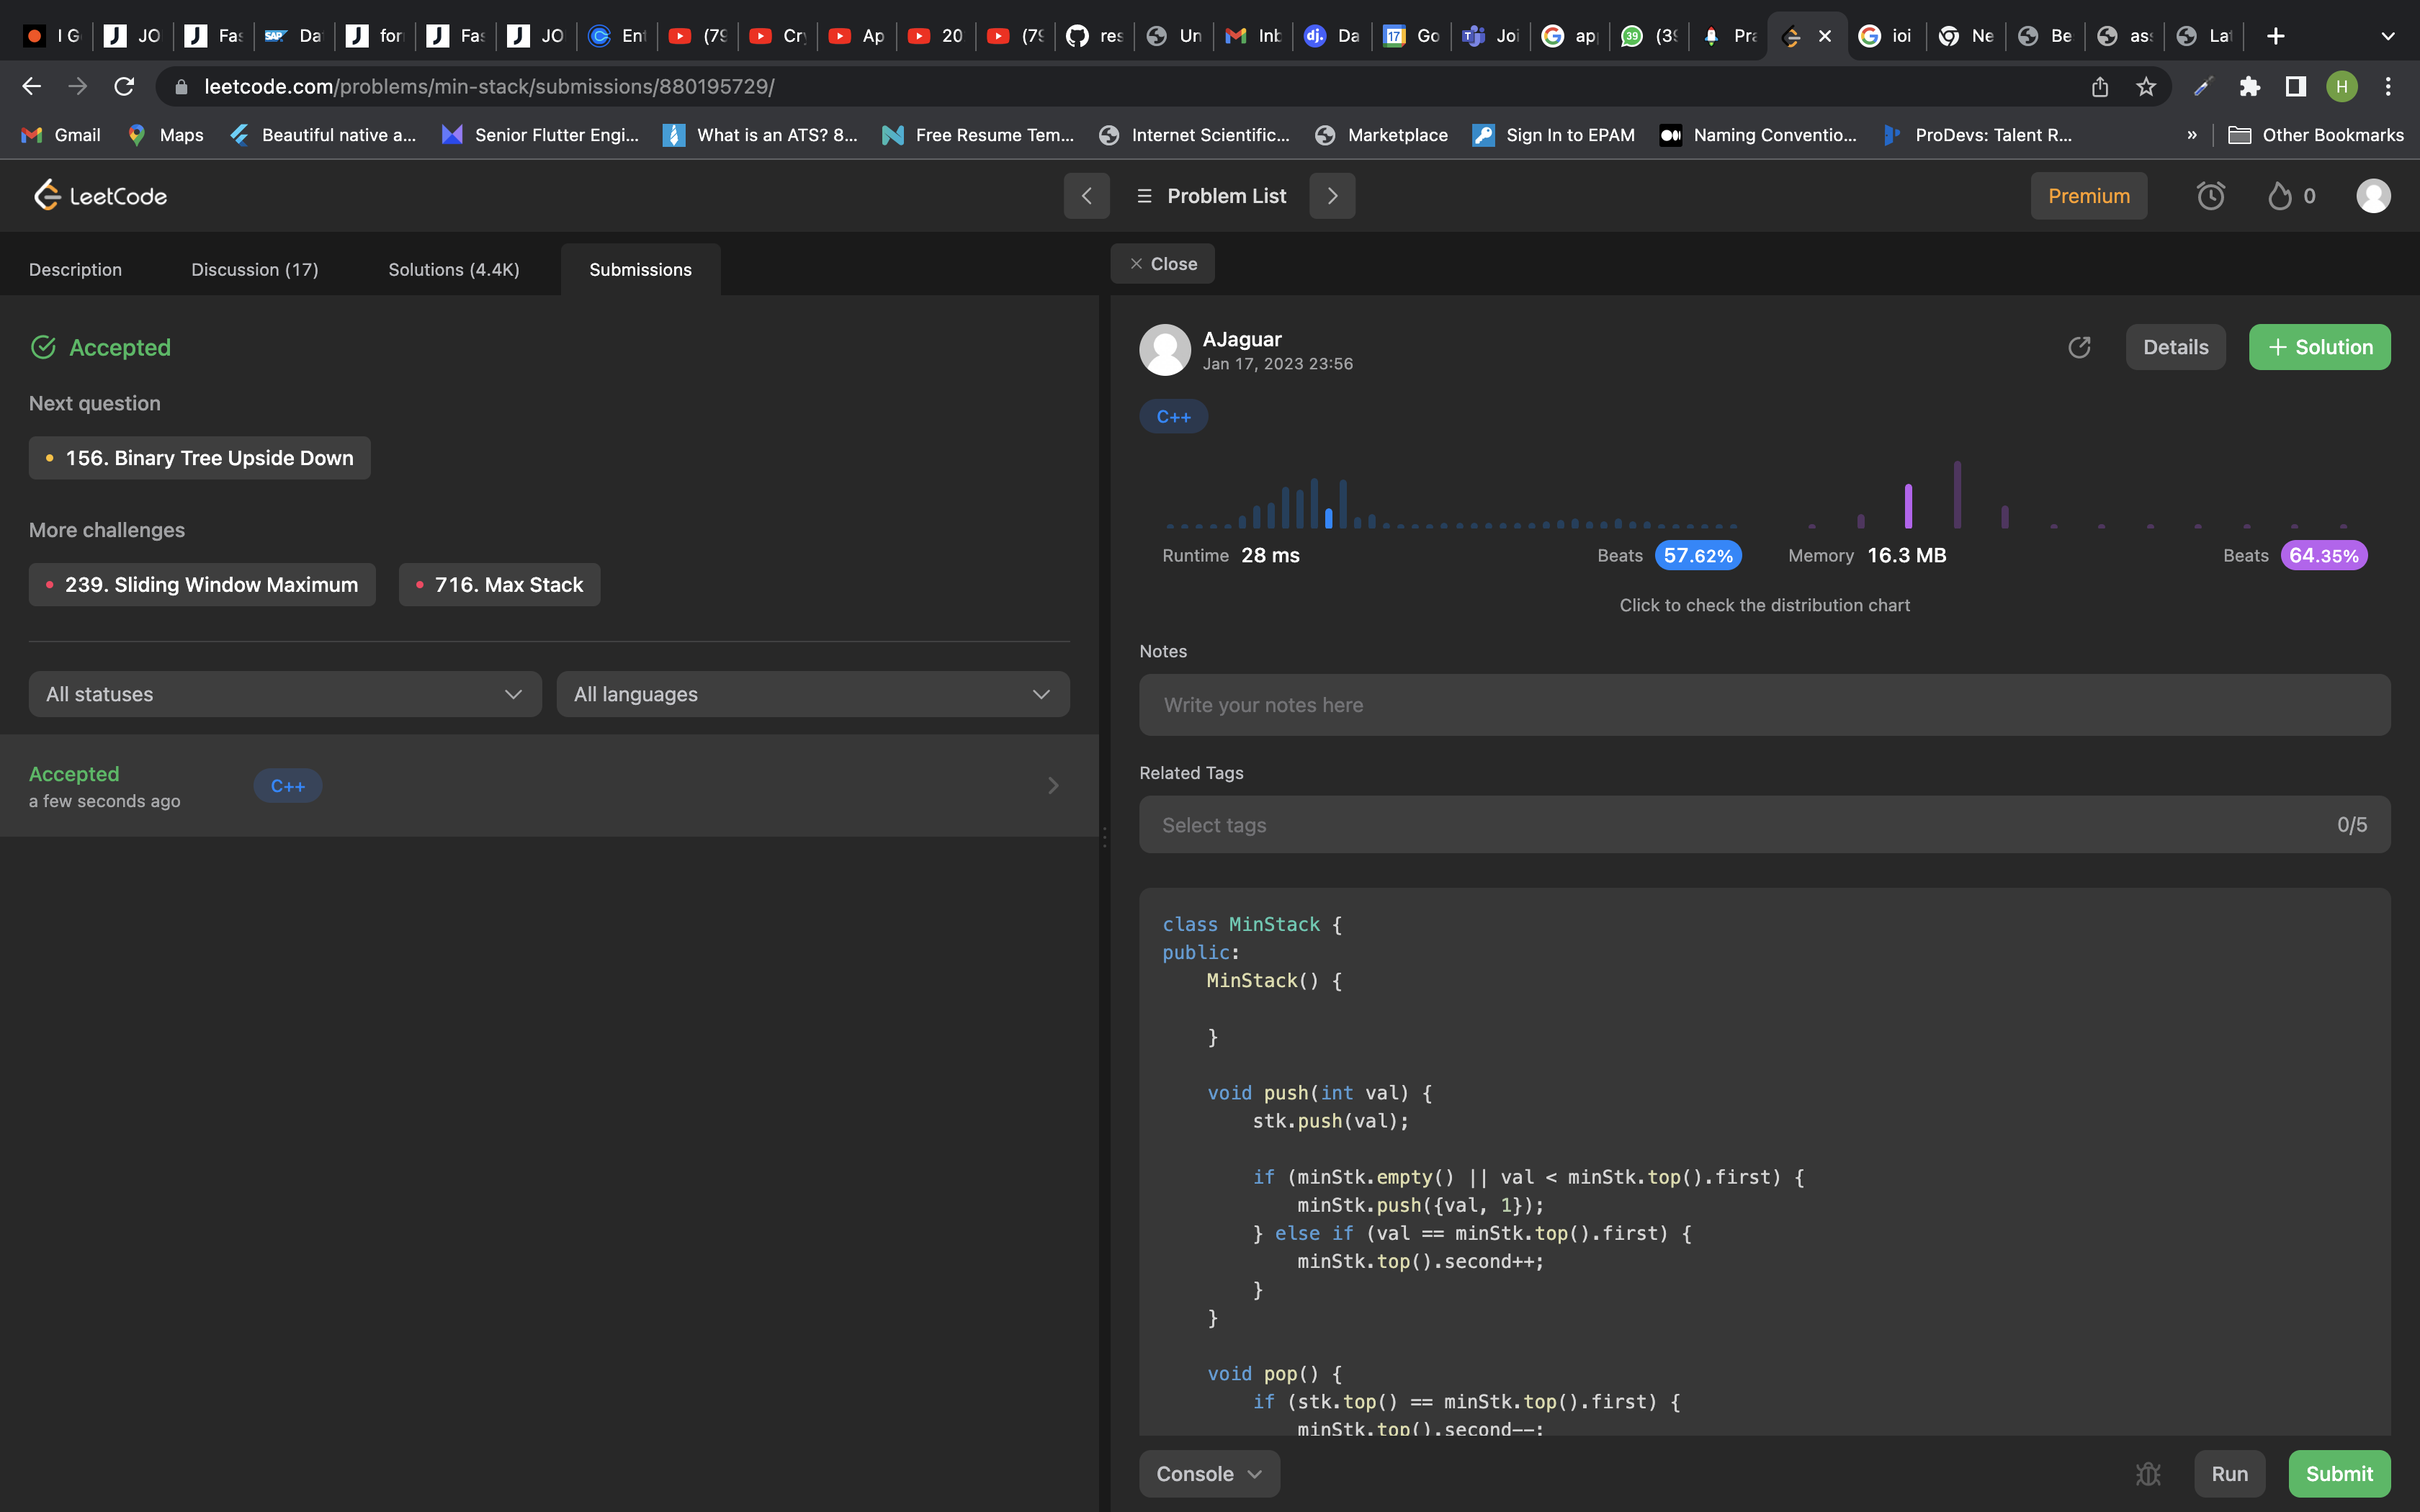 I G JO Fas SAP Da for Fas JO Ent (79 Cry Ap 20 (79 res Un Inb dj. Da 17 Go Joi ap 39 (39 Pra ioi Ne Be ass Lat
leetcode.com/problems/min-stack/submissions/880195729/ H
Gmail Maps Beautiful native a... Senior Flutter Engi... What is an ATS? 8... Free Resume Tem... Internet Scientific... Marketplace Sign In to EPAM Naming Conventio... ProDevs: Talent R... » Other Bookmarks
LeetCode Problem List Premium 0
Description Discussion (17) Solutions (4.4K) Submissions
Close
Accepted
Next question
156. Binary Tree Upside Down
More challenges
239. Sliding Window Maximum 716. Max Stack
All statuses All languages
Accepted
a few seconds ago
C++
AJaguar
Jan 17, 2023 23:56
Details + Solution
C++
Runtime 28 ms Beats 57.62% Memory 16.3 MB Beats 64.35%
Click to check the distribution chart
Notes
Write your notes here
Related Tags
Select tags 0/5
class MinStack {
public:
MinStack() {
}
void push(int val) {
stk.push(val);
if (minStk.empty() || val < minStk.top().first) {
minStk.push({val, 1});
} else if (val == minStk.top().first) {
minStk.top().second++;
}
}
void pop() {
if (stk.top() == minStk.top().first) {
minStk.top().second--;
Console Run Submit